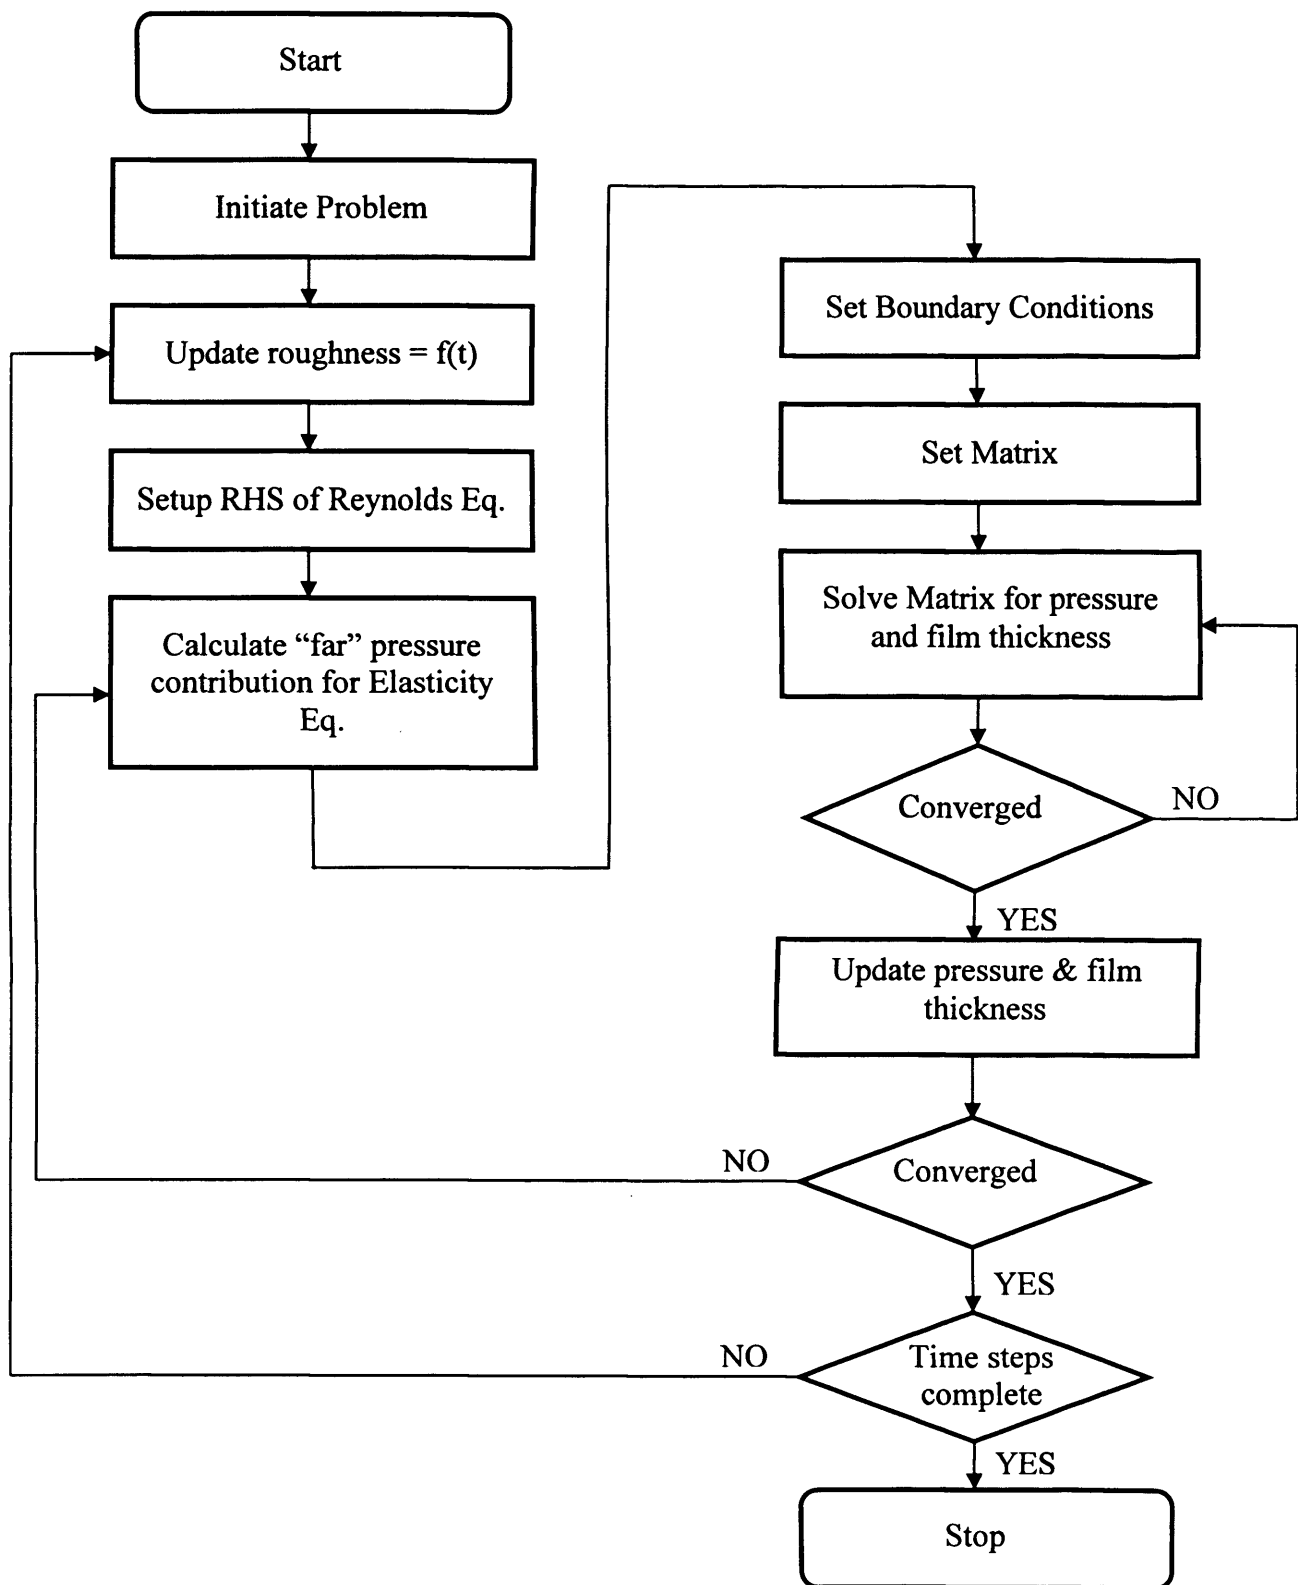 Start
Initiate Problem
Update roughness = f(t)
Setup RHS of Reynolds Eq.
Calculate “far” pressure
contribution for Elasticity
Eq.
Set Boundary Conditions
Set Matrix
Solve Matrix for pressure
and film thickness
Converged
NO
YES
Update pressure & film
thickness
Converged
NO
YES
Time steps
complete
NO
YES
Stop